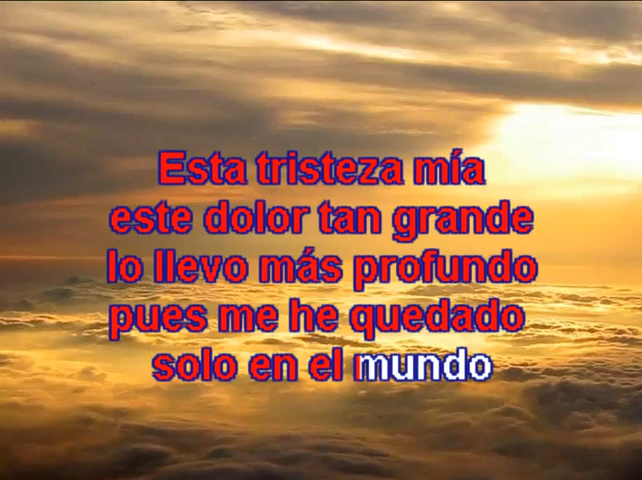 Esta tristeza mía
este dolor tan grande
lo llevo más profundo
pues me he quedado
solo en el mundo